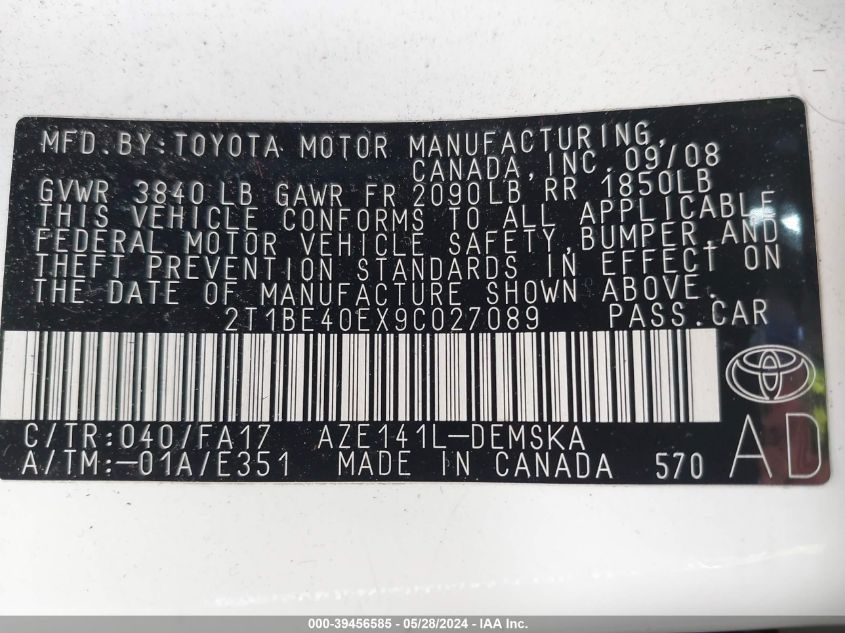 MFD. BY: TOYOTA MOTOR MANUFACTURING,
CANADA, INC. 09/08
GVWR 3840 LB GAWR FR 2090LB RR 1850LB
THIS VEHICLE CONFORMS TO ALL APPLICABLE
FEDERAL MOTOR VEHICLE SAFETY, BUMPER, AND
THEFT PREVENTION STANDARDS IN EFFECT ON
THE DATE OF MANUFACTURE SHOWN ABOVE.
2T1BE40EX9C027089 PASS. CAR
C/TR: 040/FA17 AZE141L-DEMSKA
A/TM: -01A/E351 MADE IN CANADA 570 AD
000-39456585 - 05/28/2024 - IAA Inc.